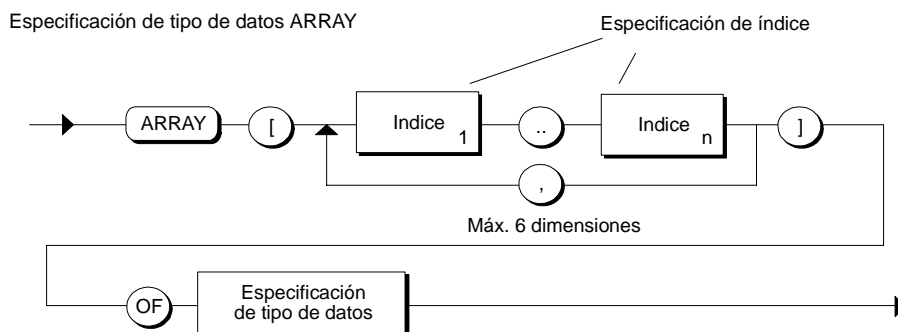 Especificación de tipo de datos ARRAY
Especificación de índice
ARRAY [ Indice 1 .. Indice n ]
,
Máx. 6 dimensiones
OF Especificación
de tipo de datos